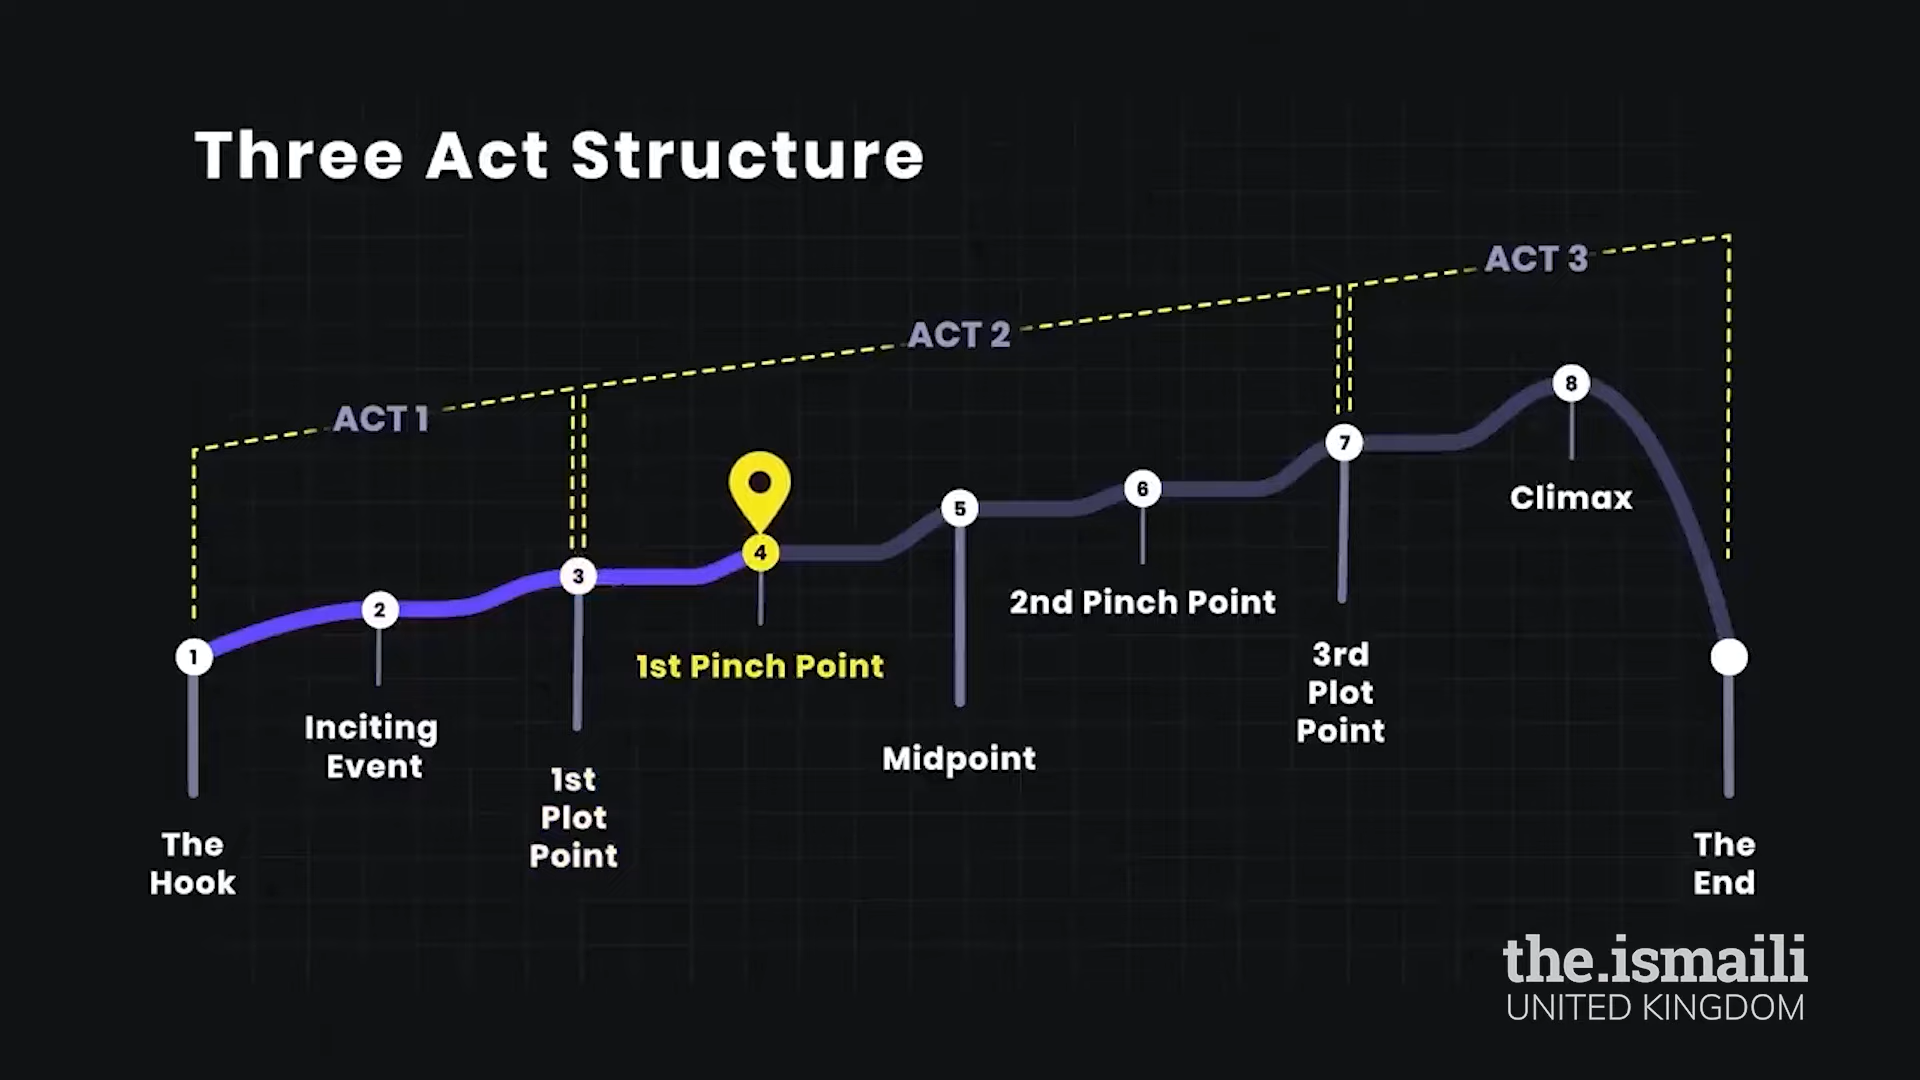 Three Act Structure
ACT 1
ACT 2
ACT 3
1
2
3
4
5
6
7
8
The
Hook
Inciting
Event
1st
Plot
Point
1st Pinch Point
Midpoint
2nd Pinch Point
3rd
Plot
Point
Climax
The
End
the.ismaili
UNITED KINGDOM